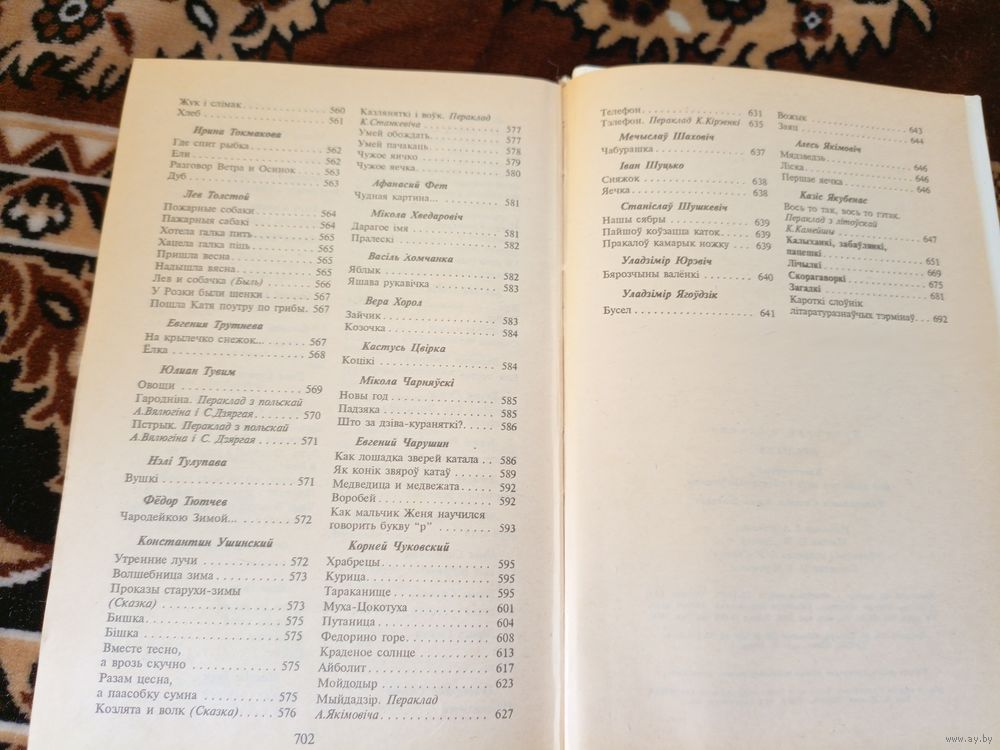 Жук і слімак 560
Хлеб 561
Ирина Токмакова
Где спит рыбка 562
Ели 562
Разговор Ветра и Осинок 563
Дуб 563
Лев Толстой
Пожарные собаки 564
Пажарныя сабакі 564
Хотела галка пить 565
Хацела галка піць 565
Пришла весна 565
Надышла вясна 565
Лев и собачка (Быль) 566
У Розки были щенки 567
Пошла Катя поутру по грибы. 567
Евгения Трутнева
На крылечко снежок... 567
Ёлка 568
Юлиан Тувим
Овощи 569
Гародніна. Пераклад з польскай
А.Вялюгіна і С.Дзяргая 570
Пстрык. Пераклад з польскай
А.Вялюгіна і С. Дзяргая 571
Нэлі Тулупава
Вушкі 571
Фёдор Тютчев
Чародейкою Зимой... 572
Константин Ушинский
Утренние лучи 572
Волшебница зима 573
Проказы старухи-зимы
(Сказка) 573
Бишка 575
Бішка 575
Вместе тесно,
а врозь скучно 575
Разам цесна,
а паасобку сумна 575
Козлята и волк (Сказка) 576
702
Казляняткі і воўк. Пераклад
К.Станкевіча 577
Умей обождать 577
Умей пачакаць 578
Чужое яичко 579
Чужое яечка 580
Афанасий Фет
Чудная картина... 581
Мікола Хведаровіч
Дарагое імя 581
Пралескі 582
Васіль Хомчанка
Яблык 582
Яшава рукавічка 583
Вера Хорол
Зайчик 583
Козочка 584
Кастусь Цвірка
Коцікі 584
Мікола Чарняўскі
Новы год 585
Падзяка 585
Што за дзіва-кураняткі? 586
Евгений Чарушин
Как лошадка зверей катала 586
Як конік звяроў катаў 589
Медведица и медвежата 592
Воробей 592
Как мальчик Женя научился
говорить букву “р” 593
Корней Чуковский
Храбрецы 595
Курица 595
Тараканище 595
Муха-Цокотуха 601
Путаница 604
Федорино горе 608
Краденое солнце 613
Айболит 617
Мойдодыр 623
Мыйдадзір. Пераклад
А.Якімовіча 627
Телефон 631
Тэлефон. Пераклад К.Кірэенкі 635
Мечыслаў Шаховіч
Чабурашка 637
Іван Шуцько
Сняжок 638
Яечка 638
Станіслаў Шушкевіч
Нашы сябры 639
Пайшоў коўзашца каток 639
Пракалоў камарык ножку 639
Уладзімір Юрэвіч
Бярозчыны валёнкі 640
Уладзімір Ягоўдзік
Бусел 641
Вожык 643
Заяц 644
Алесь Якімовіч
Мядзведзь 646
Ліска 646
Першае яечка 646
Казіс Якубенас
Вось то так, вось то гэтак.
Пераклад з літоўскай
К.Камейшы 647
Калыханкі, забаўлянкі,
пацешкі 651
Лічылкі 669
Скорагаворкі 675
Загадкі 681
Кароткі слоўнік
літаратуразнаўчых тэрмінаў 692
www.ay.by